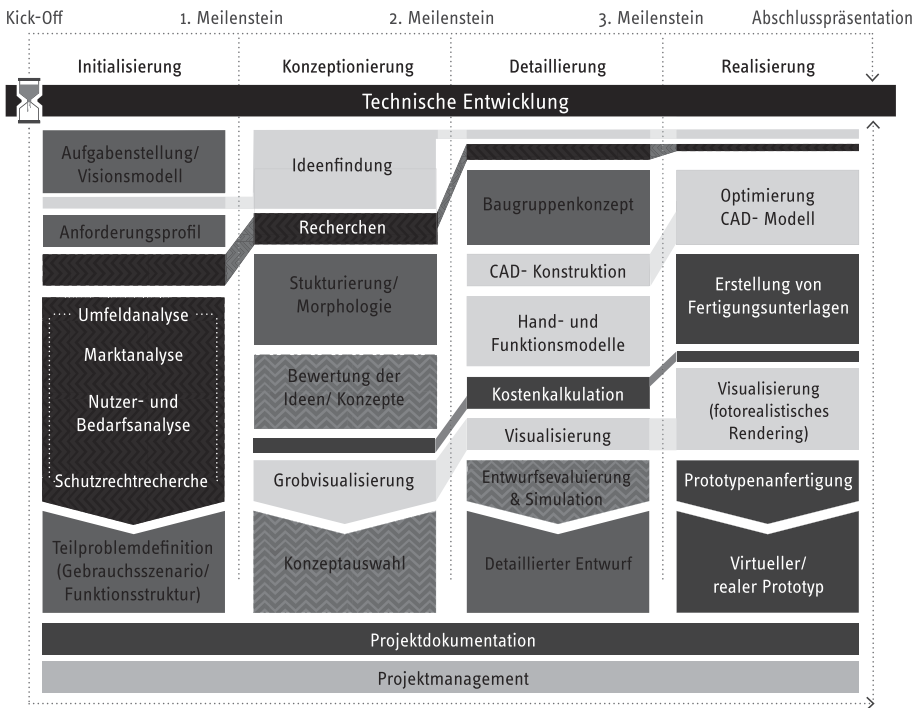 Kick-Off
1. Meilenstein
2. Meilenstein
3. Meilenstein
Abschlusspräsentation
Initialisierung
Konzeptionierung
Detaillierung
Realisierung
Technische Entwicklung
Aufgabenstellung/
Visionsmodell
Anforderungsprofil
Umfeldanalyse
Marktanalyse
Nutzer- und
Bedarfsanalyse
Schutzrechtrecherche
Teilproblemdefinition
(Gebrauchsszenario/
Funktionsstruktur)
Ideenfindung
Recherchen
Stukturierung/
Morphologie
Bewertung der
Ideen/ Konzepte
Grobvisualisierung
Konzeptauswahl
Baugruppenkonzept
CAD- Konstruktion
Hand- und
Funktionsmodelle
Kostenkalkulation
Visualisierung
Entwurfsevaluierung
& Simulation
Detaillierter Entwurf
Optimierung
CAD- Modell
Erstellung von
Fertigungsunterlagen
Visualisierung
(fotorealistisches
Rendering)
Prototypenanfertigung
Virtueller/
realer Prototyp
Projektdokumentation
Projektmanagement